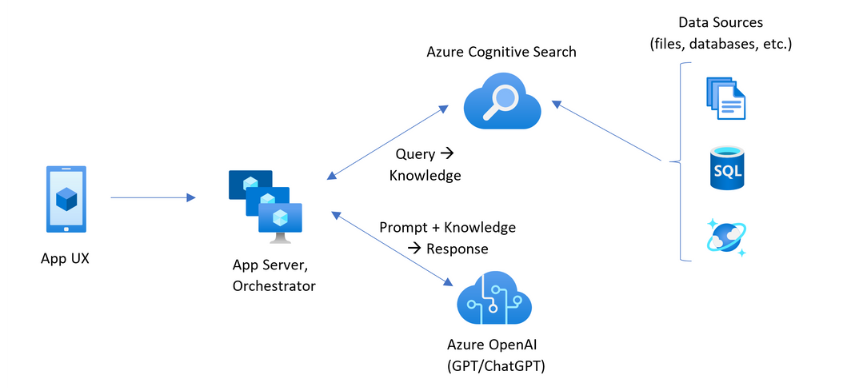 Data Sources
(files, databases, etc.)
Azure Cognitive Search
SQL
Query →
Knowledge
Prompt + Knowledge
→ Response
App UX
App Server,
Orchestrator
Azure OpenAI
(GPT/ChatGPT)